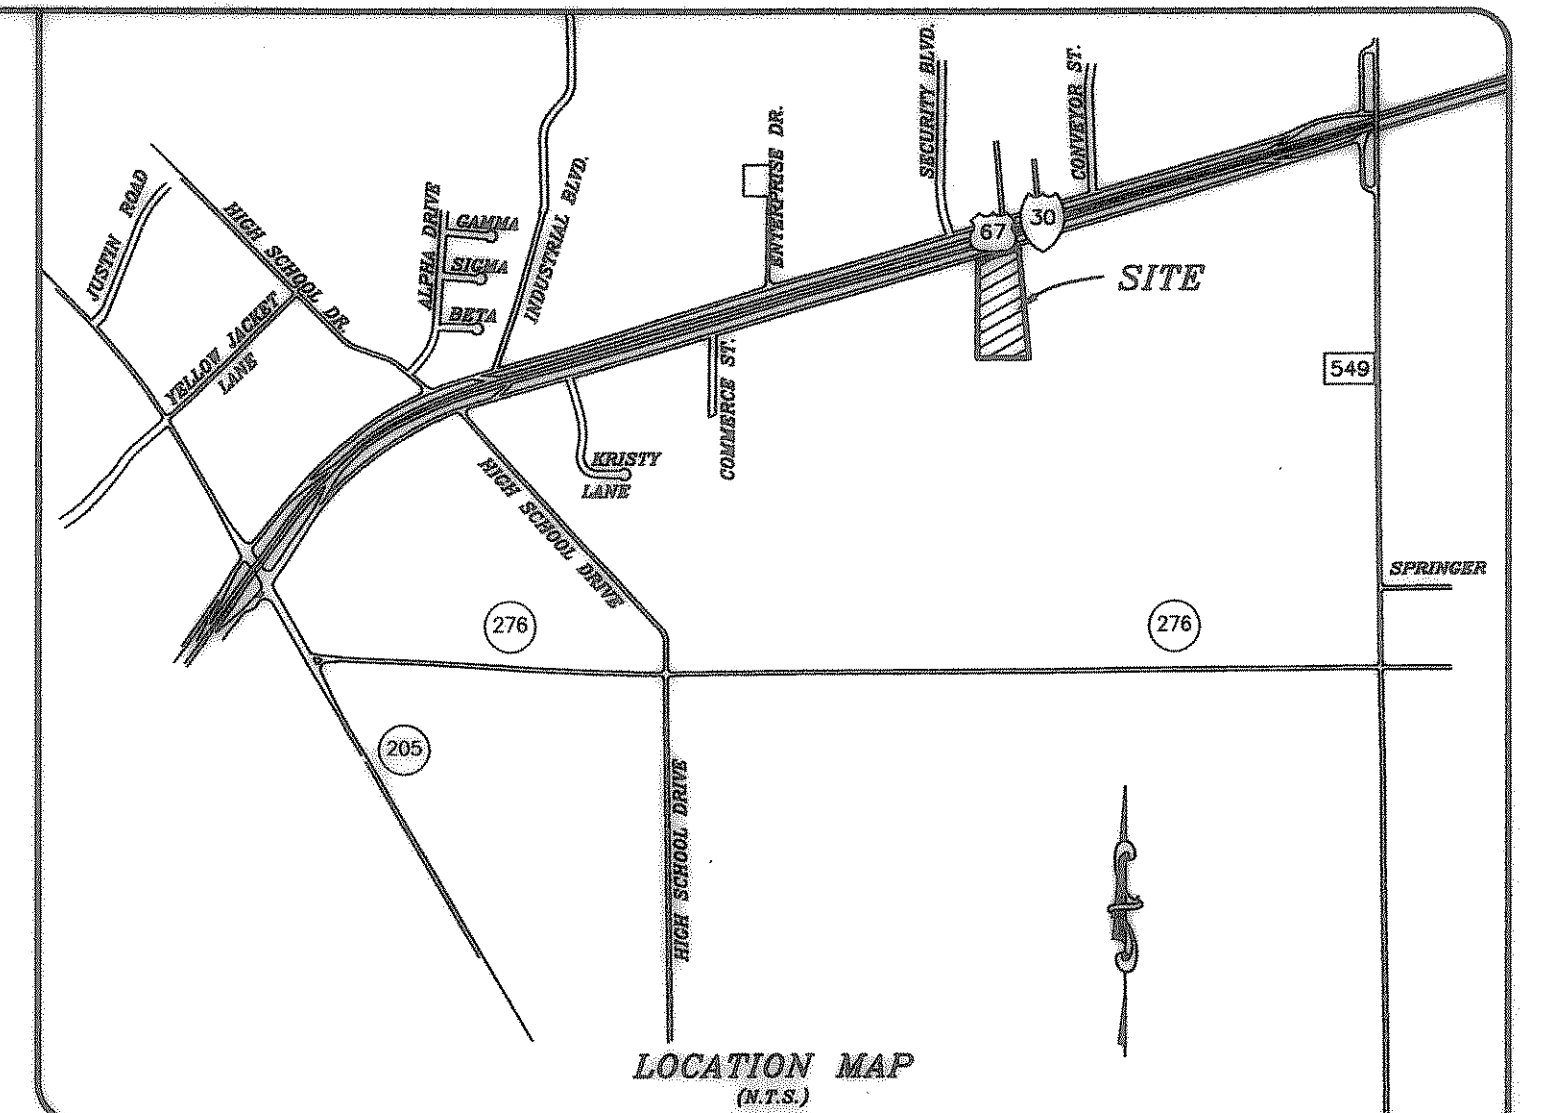 SECURITY BLVD.
CONVEYOR ST.
ENTERPRISE DR.
INDUSTRIAL BLVD.
JUSTIN ROAD
HIGH SCHOOL DR.
ALPHA DRIVE
GAMMA
SIGMA
BETA
67
30
SITE
YELLOW JACKET
LANE
COMMERCE ST.
549
KRISTY
LANE
HIGH SCHOOL DRIVE
SPRINGER
276
276
205
HIGH SCHOOL DRIVE
LOCATION MAP
(N.T.S.)